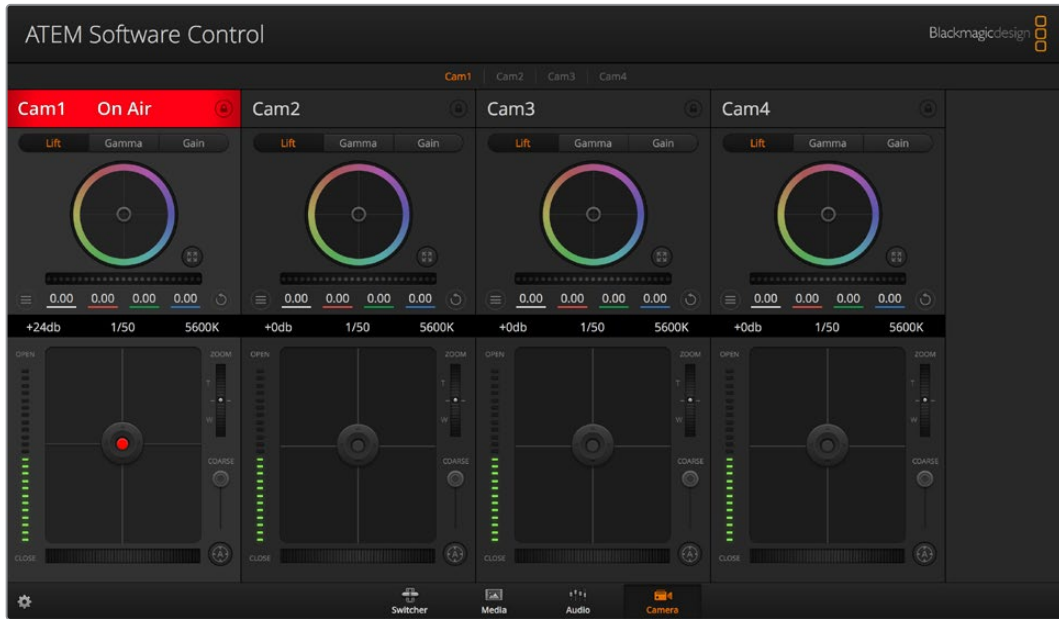 ATEM Software Control
Blackmagicdesign
Cam1 Cam2 Cam3 Cam4
Cam1 On Air
Lift Gamma Gain
0.00 0.00 0.00 0.00
+24db 1/50 5600K
OPEN ZOOM
T
W
COARSE
CLOSE A
Cam2
Lift Gamma Gain
0.00 0.00 0.00 0.00
+0db 1/50 5600K
OPEN ZOOM
T
W
COARSE
CLOSE A
Cam3
Lift Gamma Gain
0.00 0.00 0.00 0.00
+0db 1/50 5600K
OPEN ZOOM
T
W
COARSE
CLOSE A
Cam4
Lift Gamma Gain
0.00 0.00 0.00 0.00
+0db 1/50 5600K
OPEN ZOOM
T
W
COARSE
CLOSE A
Switcher Media Audio Camera